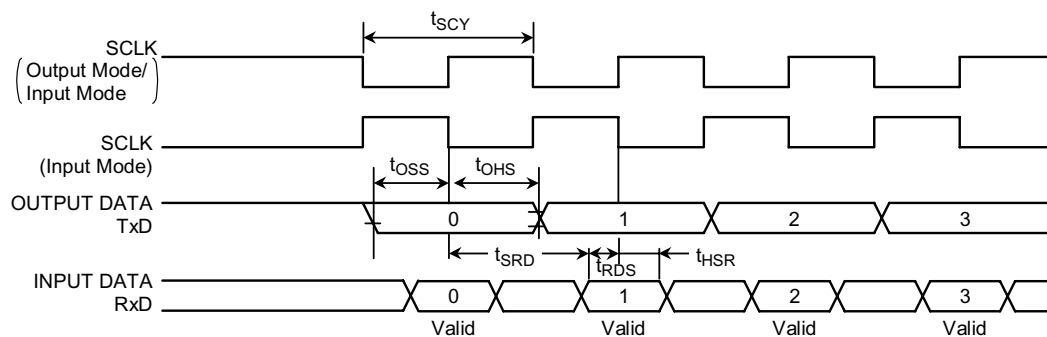 tSCY
SCLK
(Output Mode/
Input Mode)
SCLK
(Input Mode)
tOSS tOHS
OUTPUT DATA
TxD
0 1 2 3
tSRD tRDS tHSR
INPUT DATA
RxD
0 1 2 3
Valid Valid Valid Valid